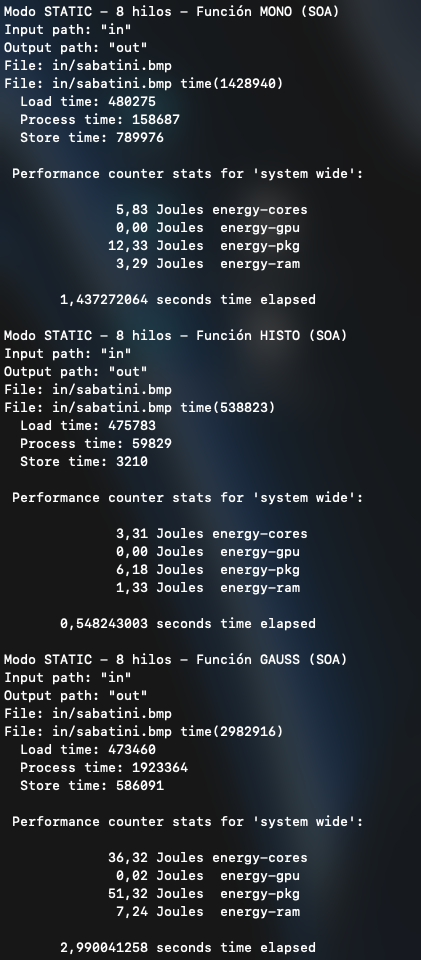 Modo STATIC – 8 hilos – Función MONO (SOA)
Input path: "in"
Output path: "out"
File: in/sabatini.bmp
File: in/sabatini.bmp time(1428940)
Load time: 480275
Process time: 158687
Store time: 789976
Performance counter stats for 'system wide':
5,83 Joules energy-cores
0,00 Joules energy-gpu
12,33 Joules energy-pkg
3,29 Joules energy-ram
1,437272064 seconds time elapsed
Modo STATIC – 8 hilos – Función HISTO (SOA)
Input path: "in"
Output path: "out"
File: in/sabatini.bmp
File: in/sabatini.bmp time(538823)
Load time: 475783
Process time: 59829
Store time: 3210
Performance counter stats for 'system wide':
3,31 Joules energy-cores
0,00 Joules energy-gpu
6,18 Joules energy-pkg
1,33 Joules energy-ram
0,548243003 seconds time elapsed
Modo STATIC – 8 hilos – Función GAUSS (SOA)
Input path: "in"
Output path: "out"
File: in/sabatini.bmp
File: in/sabatini.bmp time(2982916)
Load time: 473460
Process time: 1923364
Store time: 586091
Performance counter stats for 'system wide':
36,32 Joules energy-cores
0,02 Joules energy-gpu
51,32 Joules energy-pkg
7,24 Joules energy-ram
2,990041258 seconds time elapsed